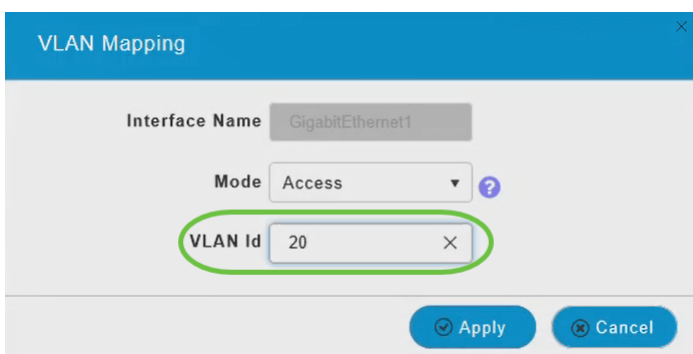 VLAN Mapping
Interface Name GigabitEthernet1
Mode Access
VLAN Id 20
Apply Cancel